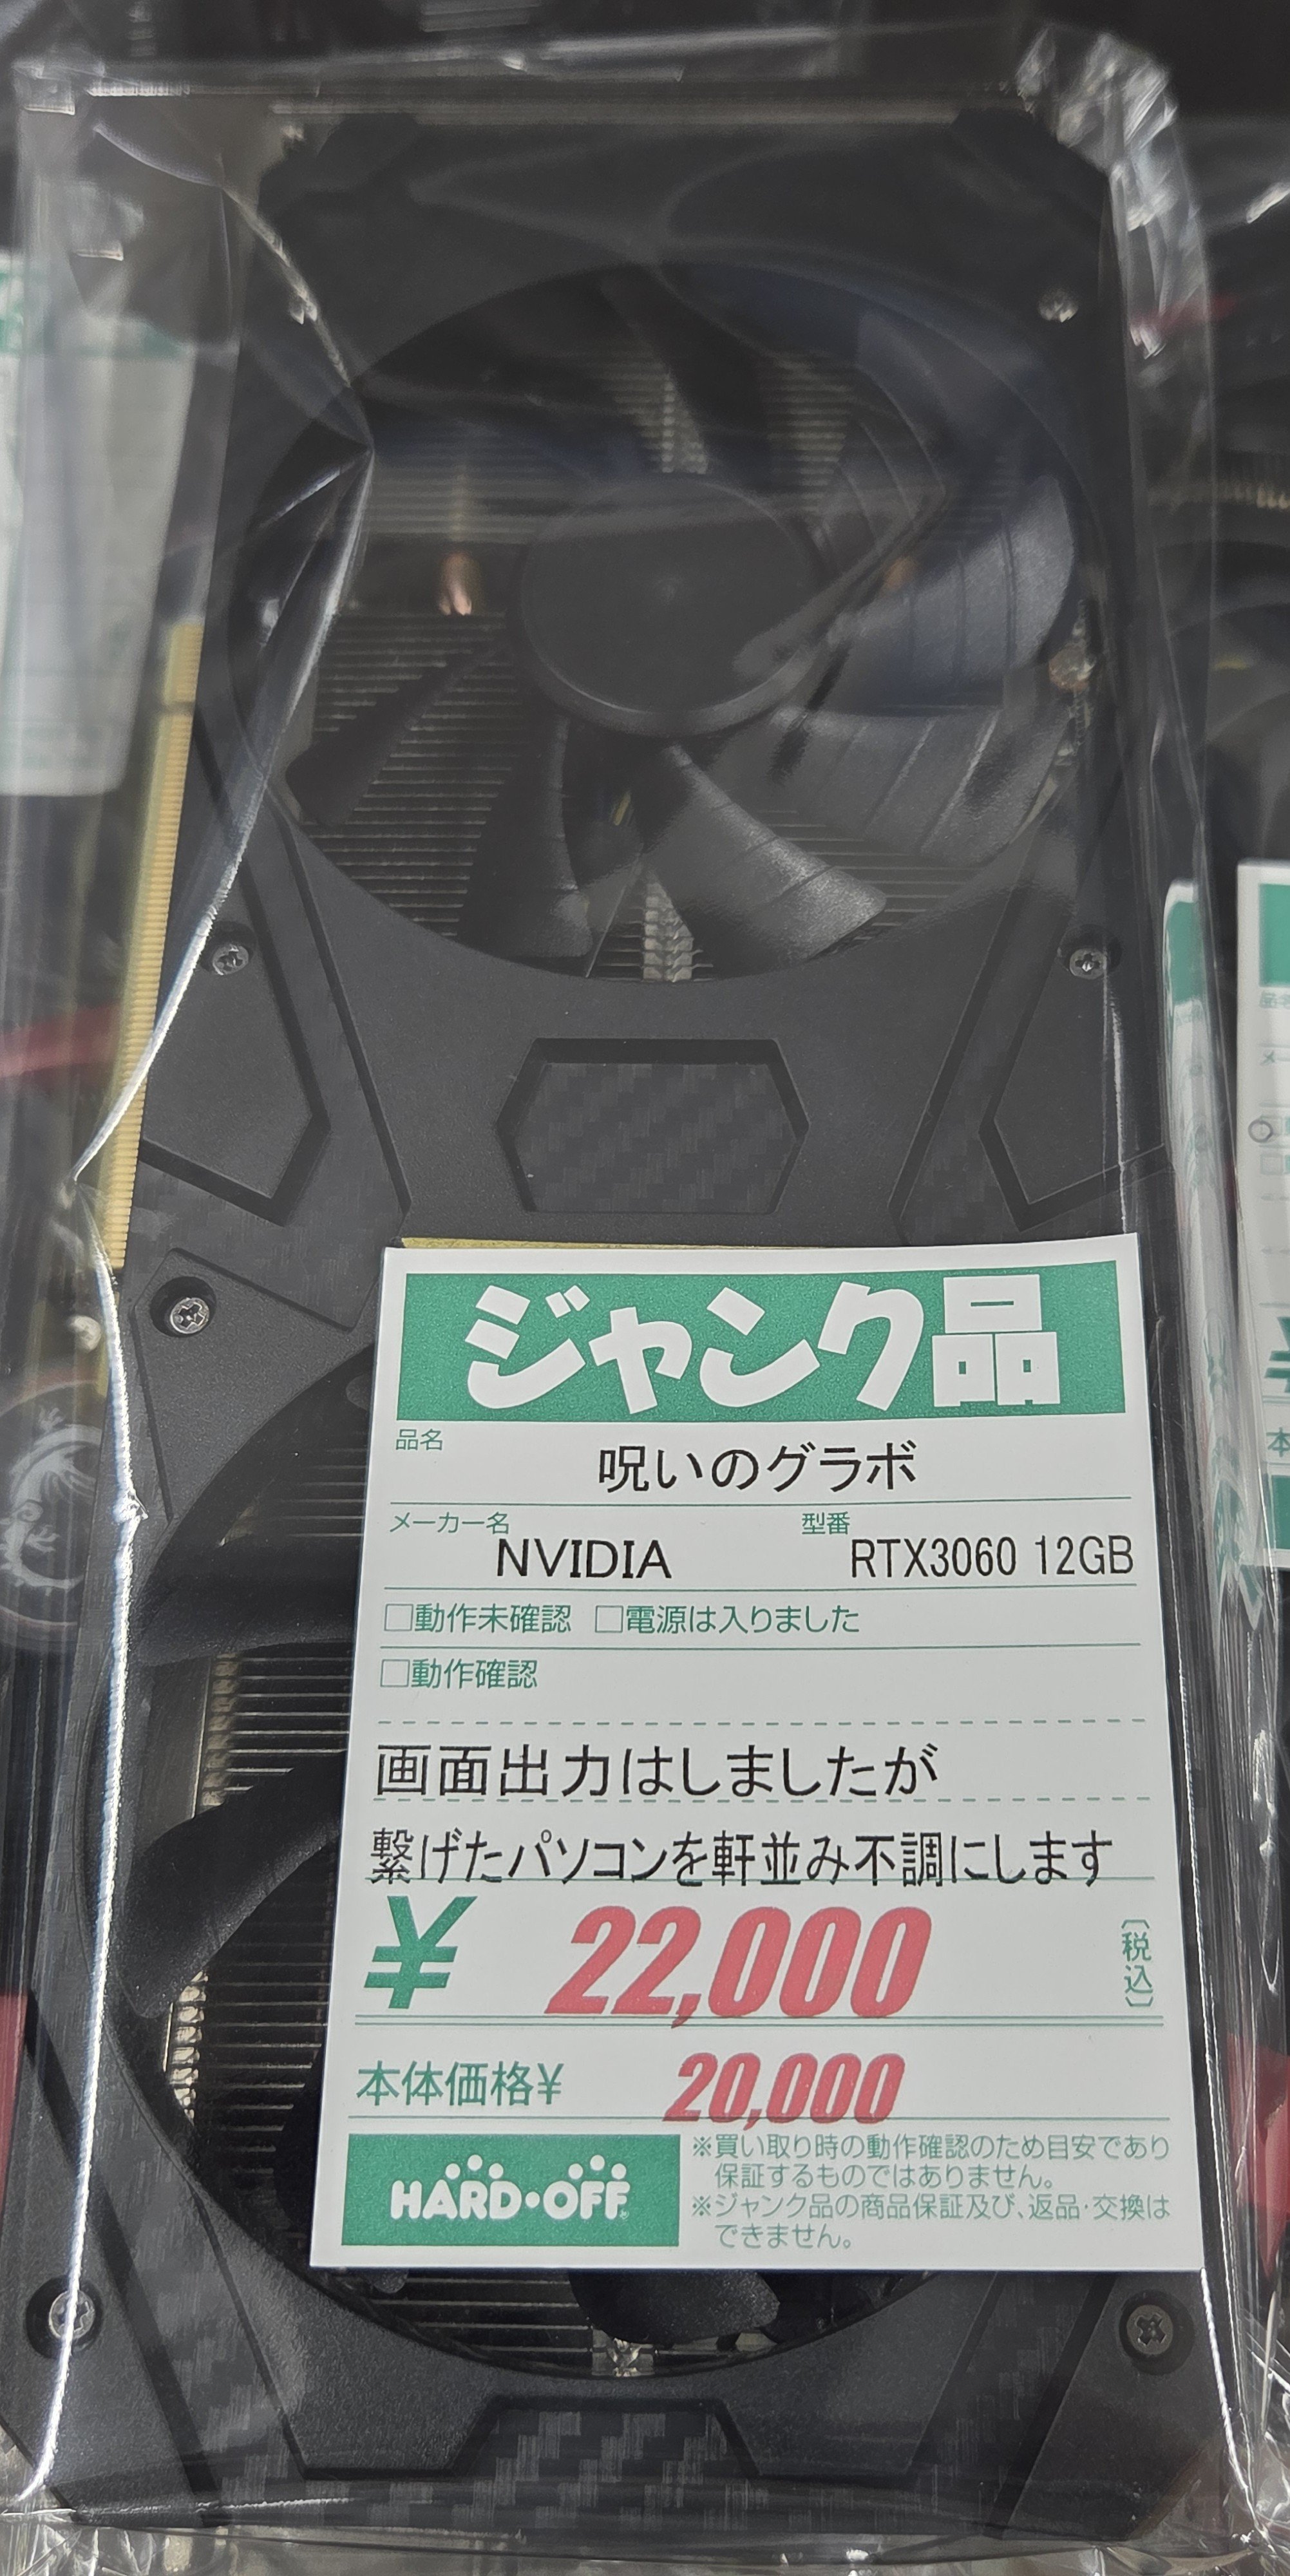 ジャンク品
品名
呪いのグラボ
メーカー名 型番
NVIDIA RTX3060 12GB
□動作未確認 □電源は入りました
□動作確認
画面出力はしましたが
繋げたパソコンを軒並み不調にします
¥ 22,000 〔税込〕
本体価格¥ 20,000
HARD・OFF
※買い取り時の動作確認のため目安であり
保証するものではありません。
※ジャンク品の商品保証及び、返品・交換は
できません。